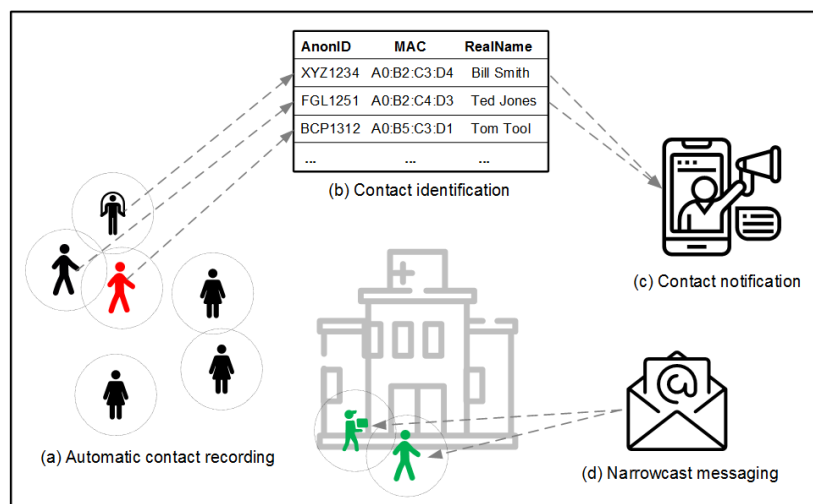 AnonID MAC RealName
XYZ1234 A0:B2:C3:D4 Bill Smith
FGL1251 A0:B2:C4:D3 Ted Jones
BCP1312 A0:B5:C3:D1 Tom Tool
... ... ...
(b) Contact identification
(c) Contact notification
(a) Automatic contact recording
(d) Narrowcast messaging